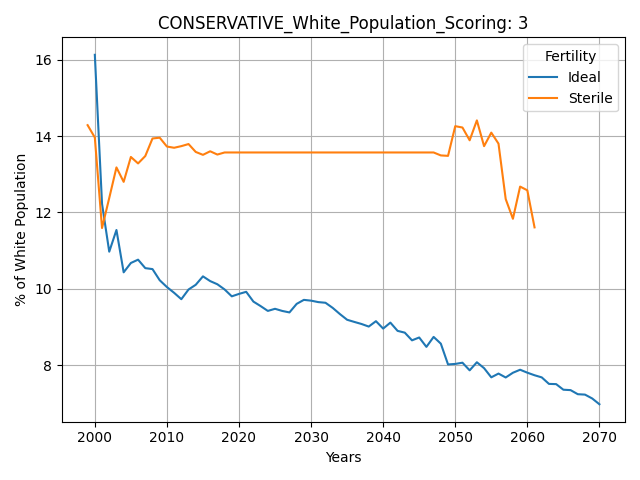 CONSERVATIVE_White_Population_Scoring: 3
Fertility
Ideal
Sterile
% of White Population
16
14
12
10
8
2000 2010 2020 2030 2040 2050 2060 2070
Years